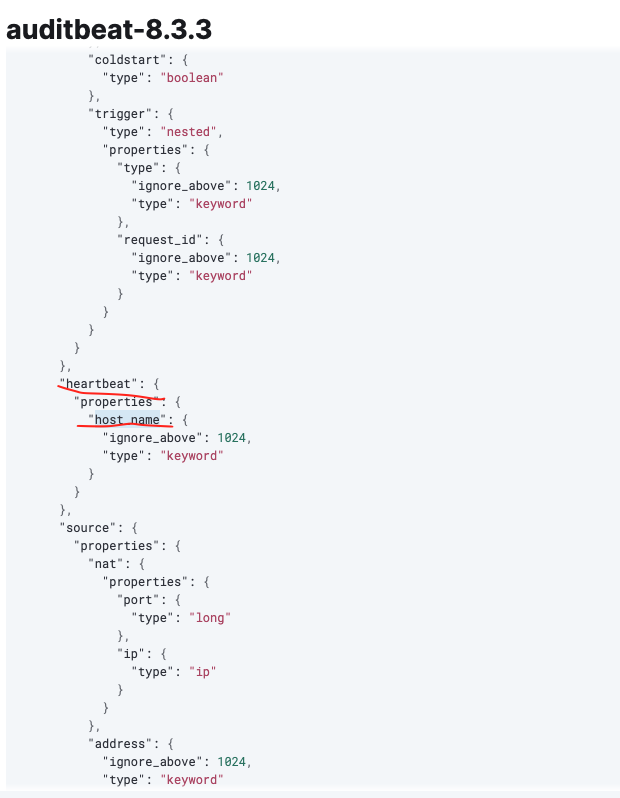 auditbeat-8.3.3
"coldstart": {
"type": "boolean"
},
"trigger": {
"type": "nested",
"properties": {
"type": {
"ignore_above": 1024,
"type": "keyword"
},
"request_id": {
"ignore_above": 1024,
"type": "keyword"
}
}
}
}
},
"heartbeat": {
"properties": {
"host_name": {
"ignore_above": 1024,
"type": "keyword"
}
}
},
"source": {
"properties": {
"nat": {
"properties": {
"port": {
"type": "long"
},
"ip": {
"type": "ip"
}
}
},
"address": {
"ignore_above": 1024,
"type": "keyword"